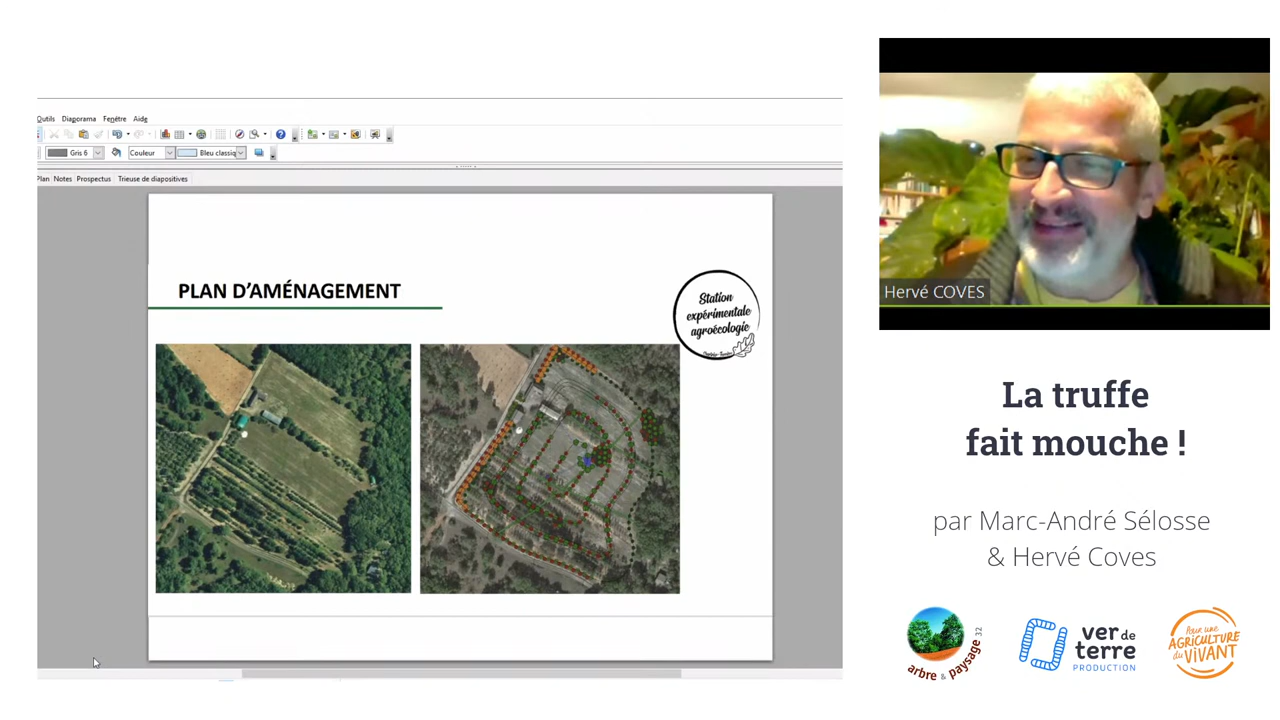 Outils Diaporama Fenêtre Aide
Gris 6 Couleur Bleu classiq
Plan Notes Prospectus Trieuse de diapositives
PLAN D'AMÉNAGEMENT
Station
expérimentale
agroécologie
Hervé COVES
La truffe
fait mouche !
par Marc-André Sélosse
& Hervé Coves
arbre & paysage 32
ver de
terre
PRODUCTION
Pour une
AGRICULTURE
du ViVANT